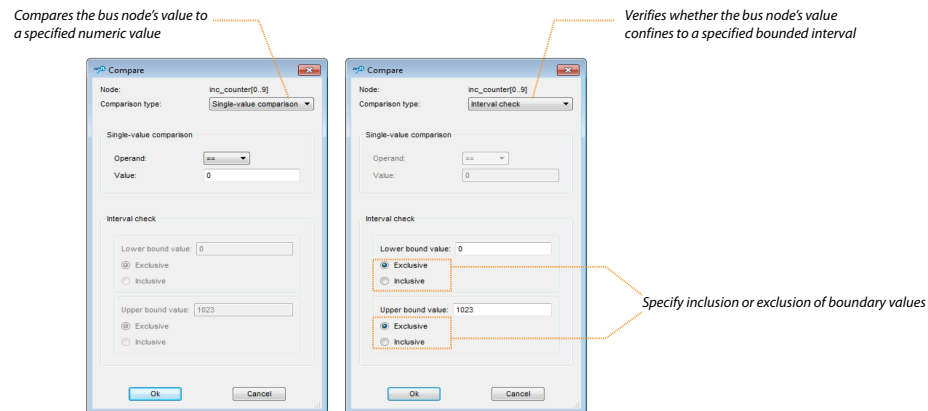 Compares the bus node's value to
a specified numeric value
Verifies whether the bus node's value
confines to a specified bounded interval
Compare
Node: inc_counter[0..9]
Comparison type: Single-value comparison
Single-value comparison
Operand: ==
Value: 0
Interval check
Lower bound value: 0
Exclusive
Inclusive
Upper bound value: 1023
Exclusive
Inclusive
Ok Cancel
Compare
Node: inc_counter[0..9]
Comparison type: Interval check
Single-value comparison
Operand: ==
Value: 0
Interval check
Lower bound value: 0
Exclusive
Inclusive
Upper bound value: 1023
Exclusive
Inclusive
Ok Cancel
Specify inclusion or exclusion of boundary values